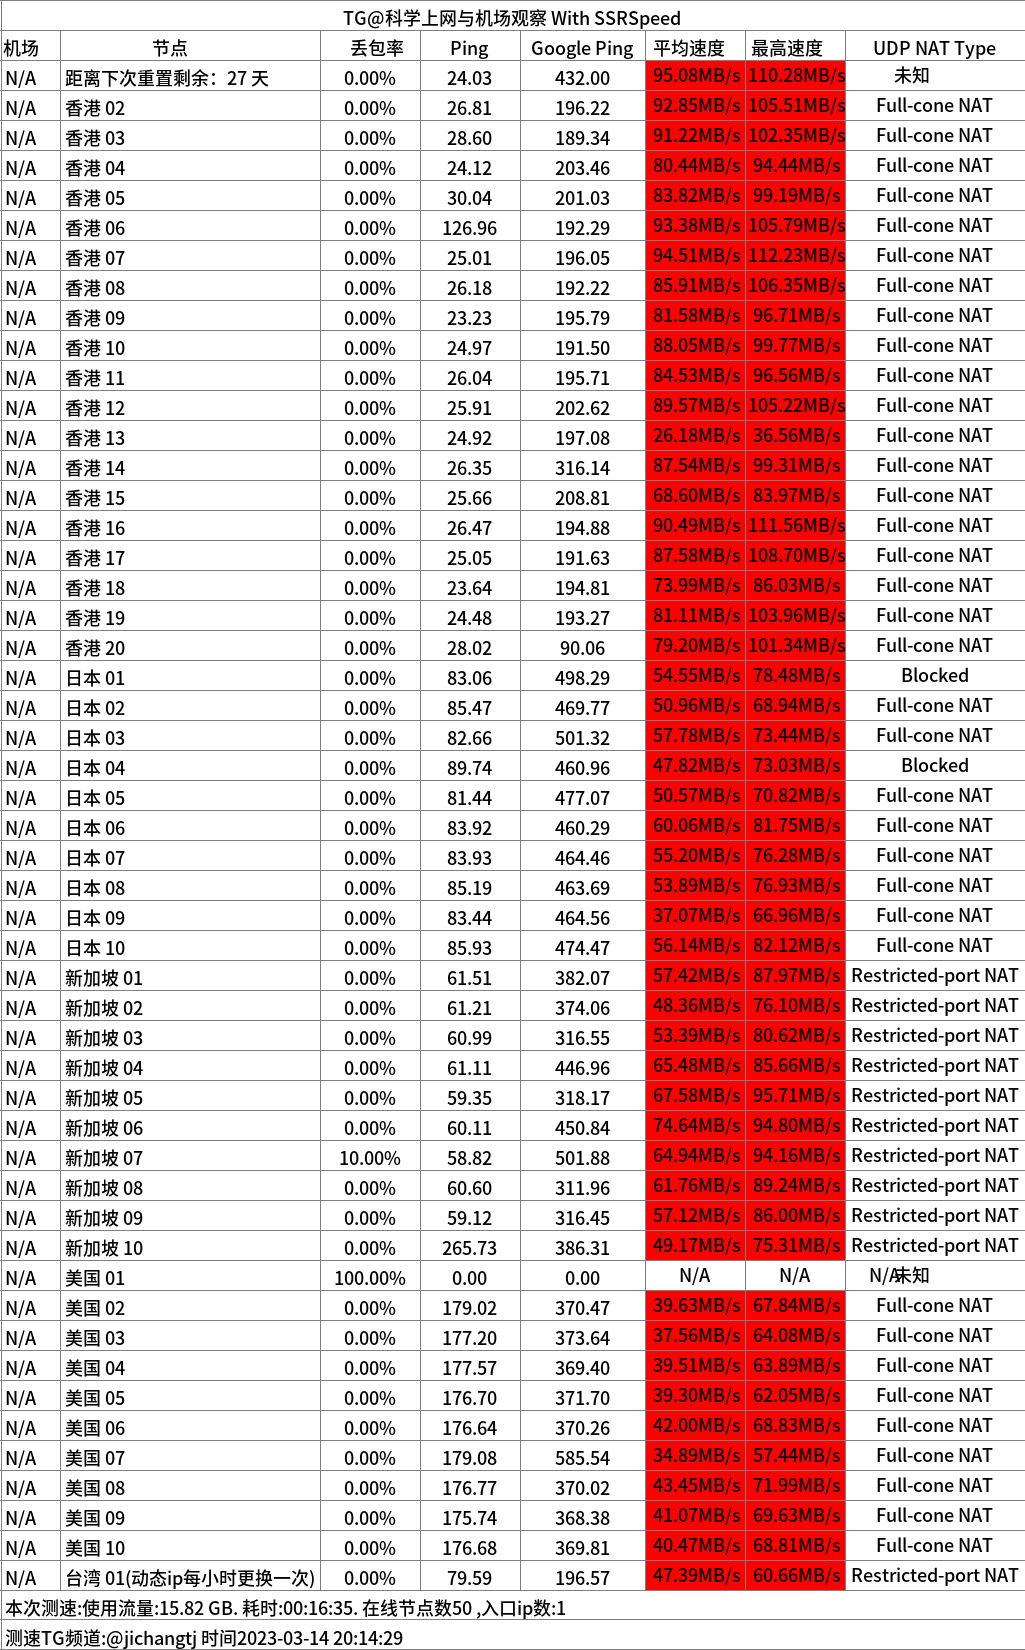 TG@科学上网与机场观察 With SSRSpeed
机场 节点 丢包率 Ping Google Ping 平均速度 最高速度 UDP NAT Type
N/A 距离下次重置剩余：27 天 0.00% 24.03 432.00 95.08MB/s 110.28MB/s 未知
N/A 香港 02 0.00% 26.81 196.22 92.85MB/s 105.51MB/s Full-cone NAT
N/A 香港 03 0.00% 28.60 189.34 91.22MB/s 102.35MB/s Full-cone NAT
N/A 香港 04 0.00% 24.12 203.46 80.44MB/s 94.44MB/s Full-cone NAT
N/A 香港 05 0.00% 30.04 201.03 83.82MB/s 99.19MB/s Full-cone NAT
N/A 香港 06 0.00% 126.96 192.29 93.38MB/s 105.79MB/s Full-cone NAT
N/A 香港 07 0.00% 25.01 196.05 94.51MB/s 112.23MB/s Full-cone NAT
N/A 香港 08 0.00% 26.18 192.22 85.91MB/s 106.35MB/s Full-cone NAT
N/A 香港 09 0.00% 23.23 195.79 81.58MB/s 96.71MB/s Full-cone NAT
N/A 香港 10 0.00% 24.97 191.50 88.05MB/s 99.77MB/s Full-cone NAT
N/A 香港 11 0.00% 26.04 195.71 84.53MB/s 96.56MB/s Full-cone NAT
N/A 香港 12 0.00% 25.91 202.62 89.57MB/s 105.22MB/s Full-cone NAT
N/A 香港 13 0.00% 24.92 197.08 26.18MB/s 36.56MB/s Full-cone NAT
N/A 香港 14 0.00% 26.35 316.14 87.54MB/s 99.31MB/s Full-cone NAT
N/A 香港 15 0.00% 25.66 208.81 68.60MB/s 83.97MB/s Full-cone NAT
N/A 香港 16 0.00% 26.47 194.88 90.49MB/s 111.56MB/s Full-cone NAT
N/A 香港 17 0.00% 25.05 191.63 87.58MB/s 108.70MB/s Full-cone NAT
N/A 香港 18 0.00% 23.64 194.81 73.99MB/s 86.03MB/s Full-cone NAT
N/A 香港 19 0.00% 24.48 193.27 81.11MB/s 103.96MB/s Full-cone NAT
N/A 香港 20 0.00% 28.02 90.06 79.20MB/s 101.34MB/s Full-cone NAT
N/A 日本 01 0.00% 83.06 498.29 54.55MB/s 78.48MB/s Blocked
N/A 日本 02 0.00% 85.47 469.77 50.96MB/s 68.94MB/s Full-cone NAT
N/A 日本 03 0.00% 82.66 501.32 57.78MB/s 73.44MB/s Full-cone NAT
N/A 日本 04 0.00% 89.74 460.96 47.82MB/s 73.03MB/s Blocked
N/A 日本 05 0.00% 81.44 477.07 50.57MB/s 70.82MB/s Full-cone NAT
N/A 日本 06 0.00% 83.92 460.29 60.06MB/s 81.75MB/s Full-cone NAT
N/A 日本 07 0.00% 83.93 464.46 55.20MB/s 76.28MB/s Full-cone NAT
N/A 日本 08 0.00% 85.19 463.69 53.89MB/s 76.93MB/s Full-cone NAT
N/A 日本 09 0.00% 83.44 464.56 37.07MB/s 66.96MB/s Full-cone NAT
N/A 日本 10 0.00% 85.93 474.47 56.14MB/s 82.12MB/s Full-cone NAT
N/A 新加坡 01 0.00% 61.51 382.07 57.42MB/s 87.97MB/s Restricted-port NAT
N/A 新加坡 02 0.00% 61.21 374.06 48.36MB/s 76.10MB/s Restricted-port NAT
N/A 新加坡 03 0.00% 60.99 316.55 53.39MB/s 80.62MB/s Restricted-port NAT
N/A 新加坡 04 0.00% 61.11 446.96 65.48MB/s 85.66MB/s Restricted-port NAT
N/A 新加坡 05 0.00% 59.35 318.17 67.58MB/s 95.71MB/s Restricted-port NAT
N/A 新加坡 06 0.00% 60.11 450.84 74.64MB/s 94.80MB/s Restricted-port NAT
N/A 新加坡 07 10.00% 58.82 501.88 64.94MB/s 94.16MB/s Restricted-port NAT
N/A 新加坡 08 0.00% 60.60 311.96 61.76MB/s 89.24MB/s Restricted-port NAT
N/A 新加坡 09 0.00% 59.12 316.45 57.12MB/s 86.00MB/s Restricted-port NAT
N/A 新加坡 10 0.00% 265.73 386.31 49.17MB/s 75.31MB/s Restricted-port NAT
N/A 美国 01 100.00% 0.00 0.00 N/A N/A N/A未知
N/A 美国 02 0.00% 179.02 370.47 39.63MB/s 67.84MB/s Full-cone NAT
N/A 美国 03 0.00% 177.20 373.64 37.56MB/s 64.08MB/s Full-cone NAT
N/A 美国 04 0.00% 177.57 369.40 39.51MB/s 63.89MB/s Full-cone NAT
N/A 美国 05 0.00% 176.70 371.70 39.30MB/s 62.05MB/s Full-cone NAT
N/A 美国 06 0.00% 176.64 370.26 42.00MB/s 68.83MB/s Full-cone NAT
N/A 美国 07 0.00% 179.08 585.54 34.89MB/s 57.44MB/s Full-cone NAT
N/A 美国 08 0.00% 176.77 370.02 43.45MB/s 71.99MB/s Full-cone NAT
N/A 美国 09 0.00% 175.74 368.38 41.07MB/s 69.63MB/s Full-cone NAT
N/A 美国 10 0.00% 176.68 369.81 40.47MB/s 68.81MB/s Full-cone NAT
N/A 台湾 01(动态ip每小时更换一次) 0.00% 79.59 196.57 47.39MB/s 60.66MB/s Restricted-port NAT
本次测速:使用流量:15.82 GB. 耗时:00:16:35. 在线节点数50 ,入口ip数:1
测速TG频道:@jichangtj 时间2023-03-14 20:14:29